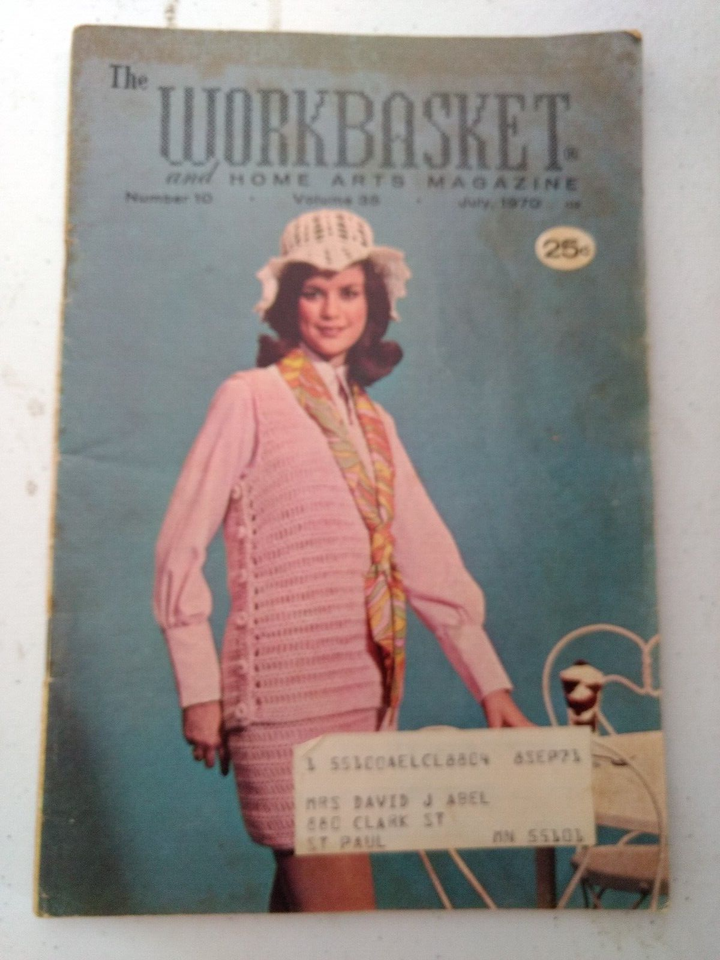 The
WORKBASKET®
and HOME ARTS MAGAZINE
Number 10 · Volume 35 · July, 1970
25¢
1 55100AELCL8804 8SEP71
MRS DAVID J ABEL
880 CLARK ST
ST PAUL MN 55101